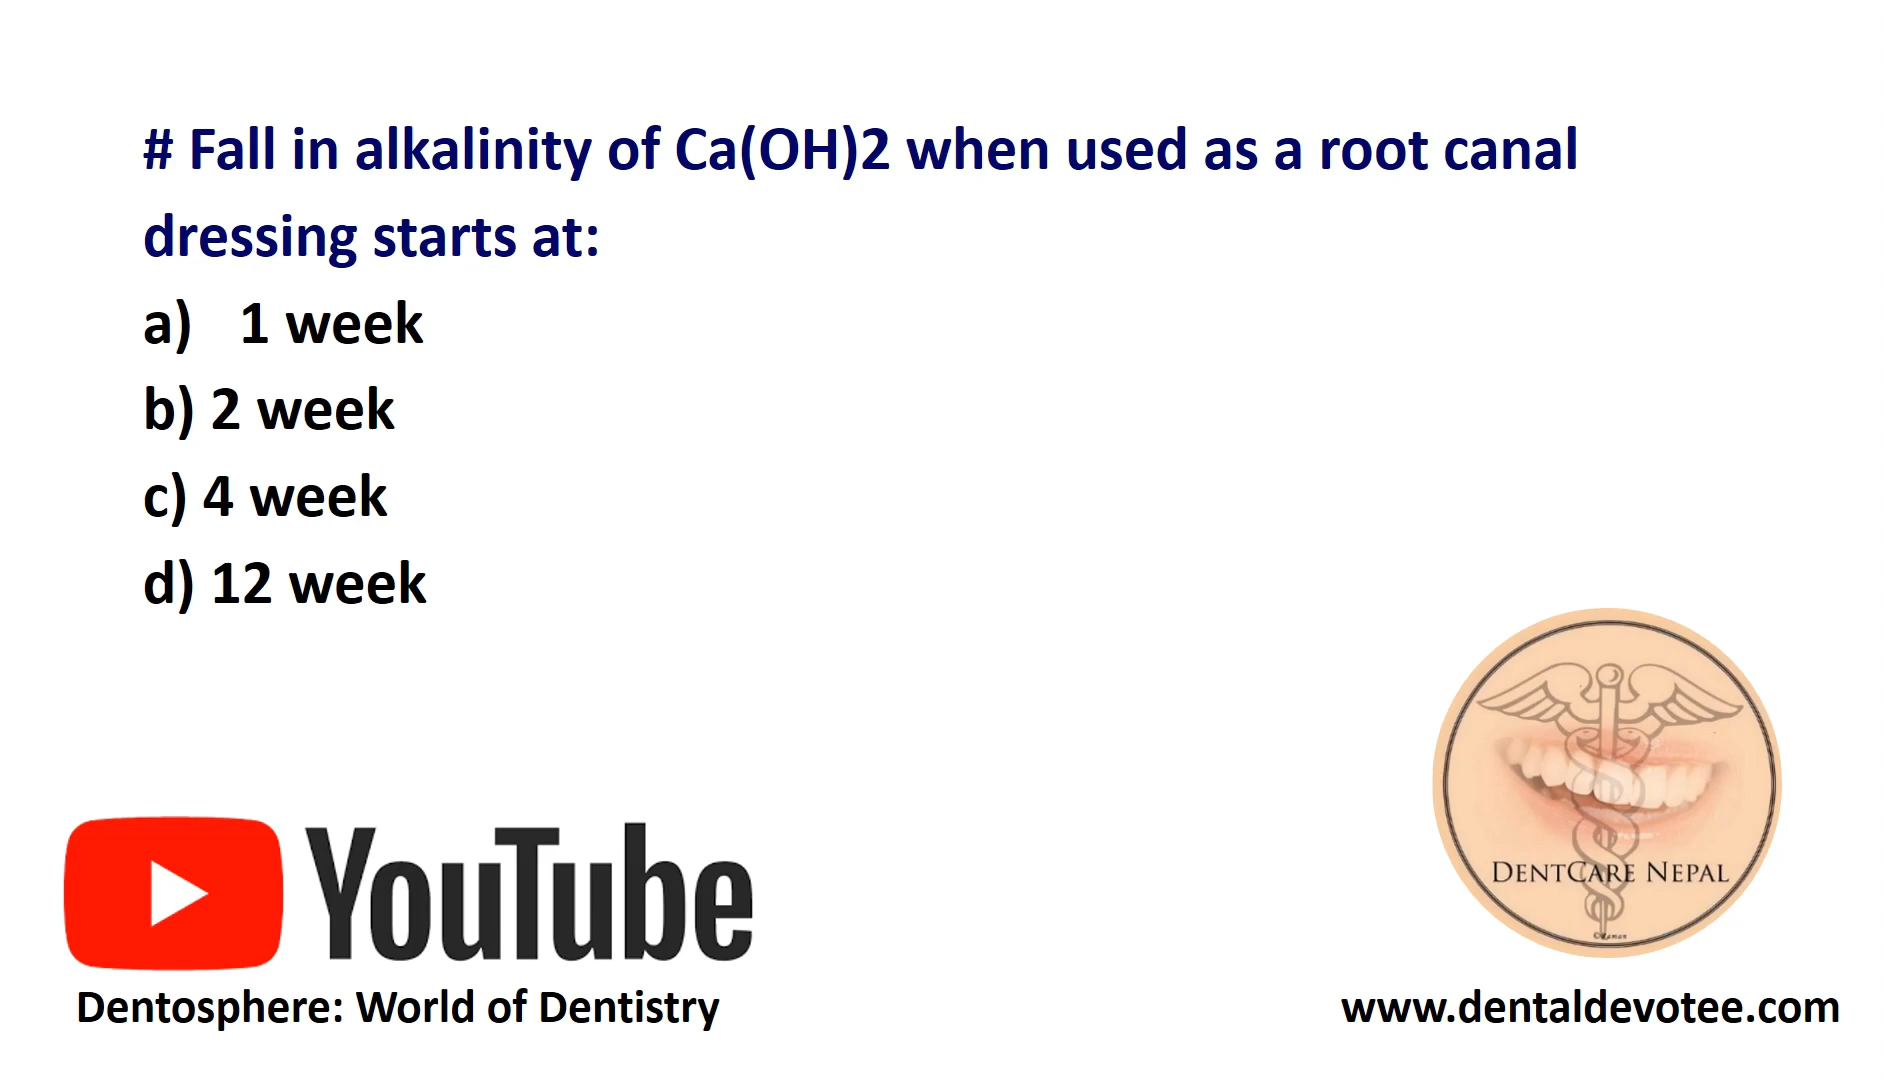 # Fall in alkalinity of Ca(OH)2 when used as a root canal
dressing starts at:
a) 1 week
b) 2 week
c) 4 week
d) 12 week
DENTCARE NEPAL
YouTube
Dentosphere: World of Dentistry
www.dentaldevotee.com